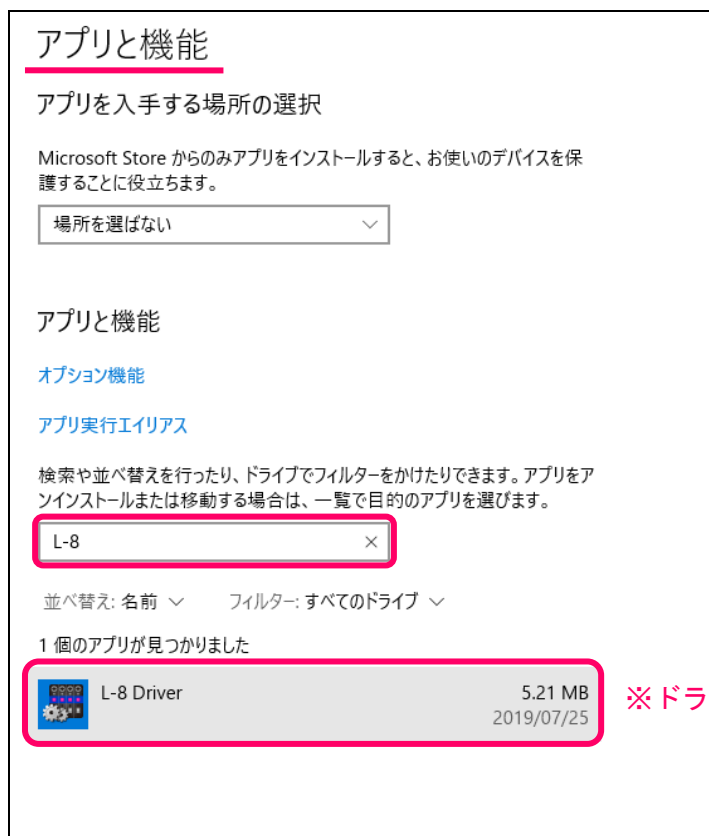 アプリと機能
アプリを入手する場所の選択
Microsoft Store からのみアプリをインストールすると、お使いのデバイスを保
護することに役立ちます。
場所を選ばない
アプリと機能
オプション機能
アプリ実行エイリアス
検索や並べ替えを行ったり、ドライブでフィルターをかけたりできます。アプリをア
ンインストールまたは移動する場合は、一覧で目的のアプリを選びます。
L-8
並べ替え: 名前 フィルター: すべてのドライブ
1 個のアプリが見つかりました
L-8 Driver 5.21 MB ※ドラ
2019/07/25